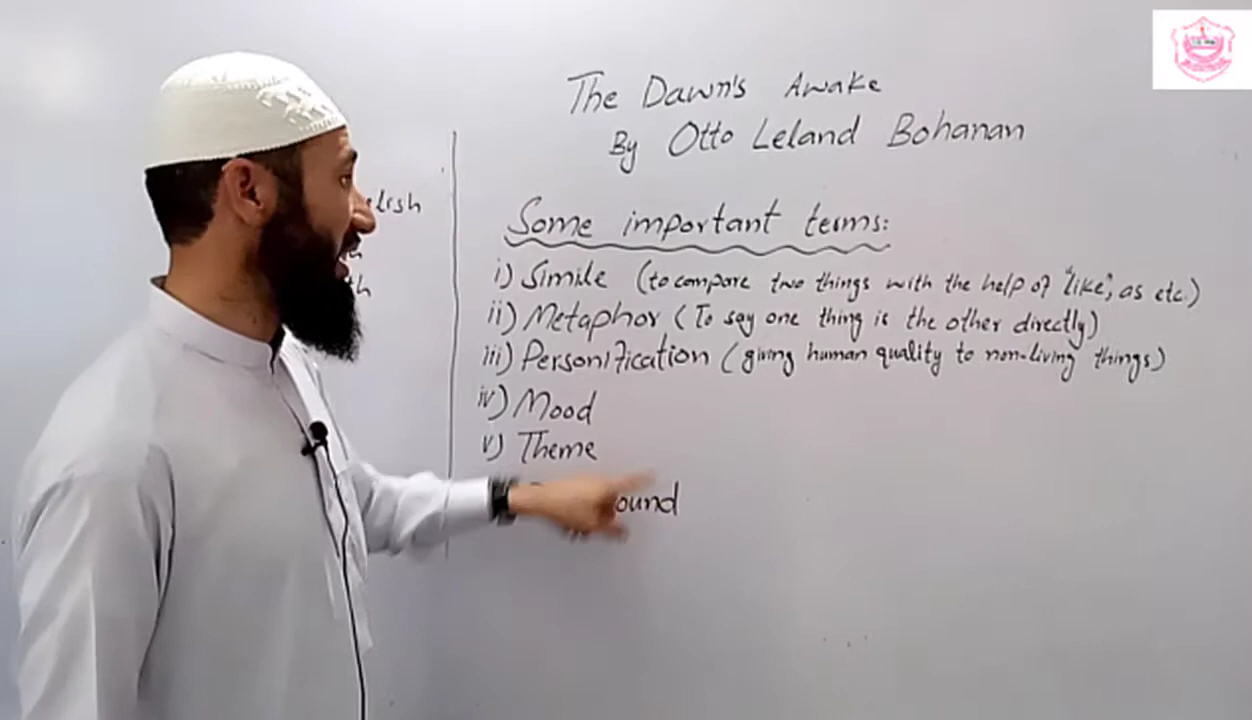 The Dawn's Awake
By Otto Leland Bohanan
Some important terms:
i) Simile (to compare two things with the help of "like", as etc.)
ii) Metaphor (To say one thing is the other directly)
iii) Personification (giving human quality to non-living things)
iv) Mood
v) Theme